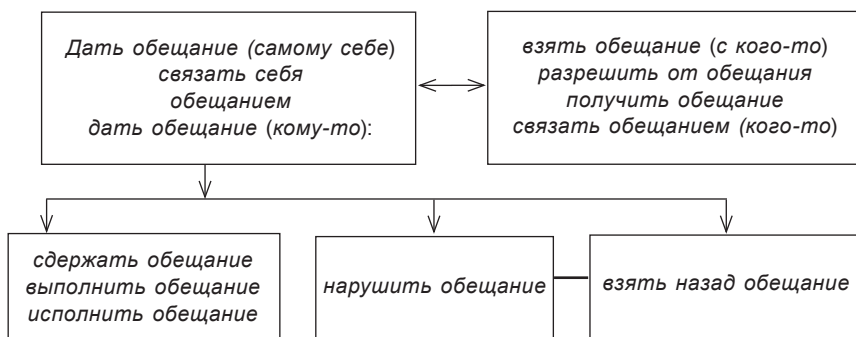 Дать обещание (самому себе)
связать себя
обещанием
дать обещание (кому-то):
взять обещание (с кого-то)
разрешить от обещания
получить обещание
связать обещанием (кого-то)
сдержать обещание
выполнить обещание
исполнить обещание
нарушить обещание
взять назад обещание